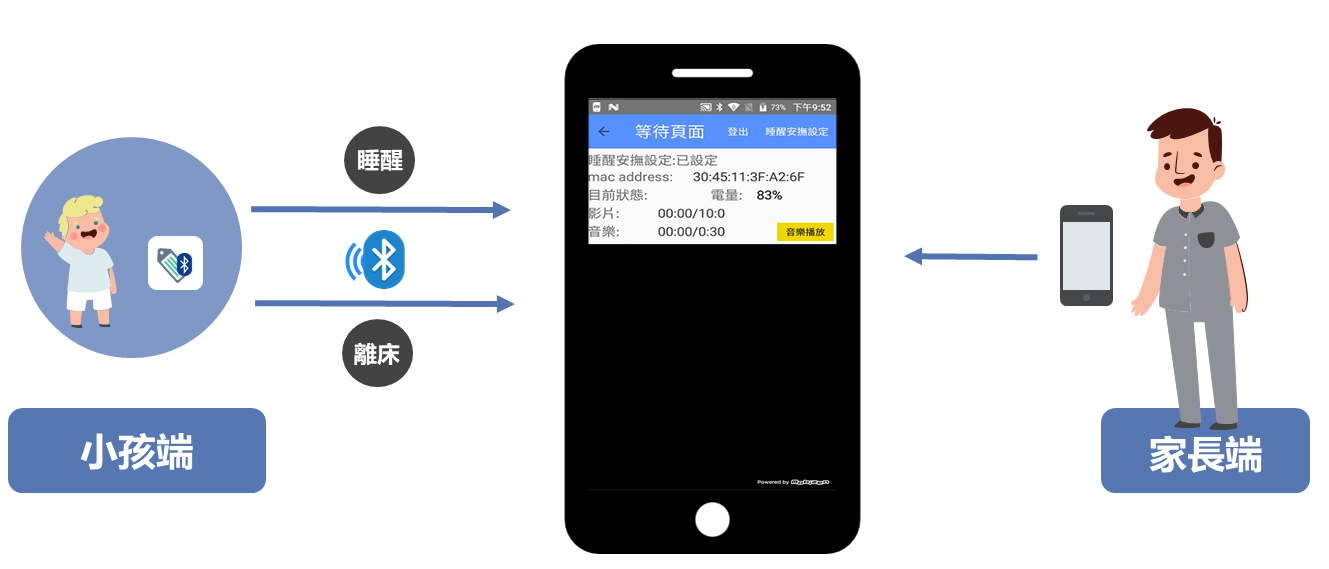 睡醒
離床
小孩端
73% 下午9:52
等待頁面 登出 睡醒安撫設定
睡醒安撫設定:已設定
mac address: 30:45:11:3F:A2:6F
目前狀態: 電量: 83%
影片: 00:00/10:0
音樂: 00:00/0:30 音樂播放
Powered by Mobizen
家長端